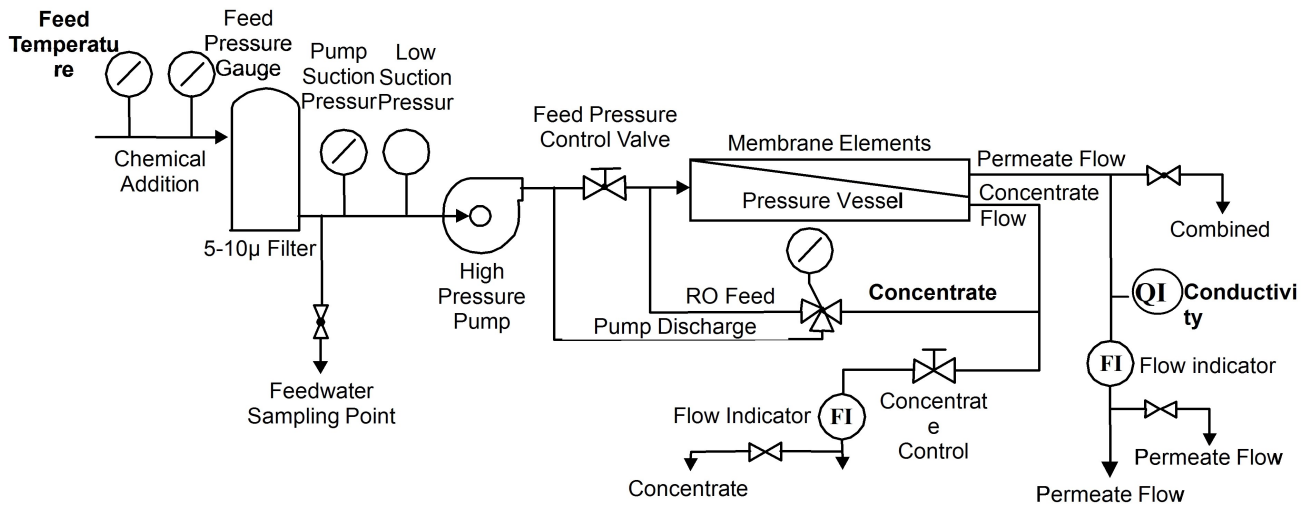 Feed
Temperatu
re
Feed
Pressure
Gauge
Pump
Suction
Pressur
Low
Suction
Pressur
Chemical
Addition
5-10µ Filter
Feedwater
Sampling Point
High
Pressure
Pump
Feed Pressure
Control Valve
Membrane Elements
Pressure Vessel
Permeate Flow
Concentrate
Flow
Combined
RO Feed
Concentrate
Pump Discharge
QI
Conductivi
ty
FI
Flow indicator
Flow Indicator
FI
Concentrat
e
Control
Concentrate
Permeate Flow
Permeate Flow